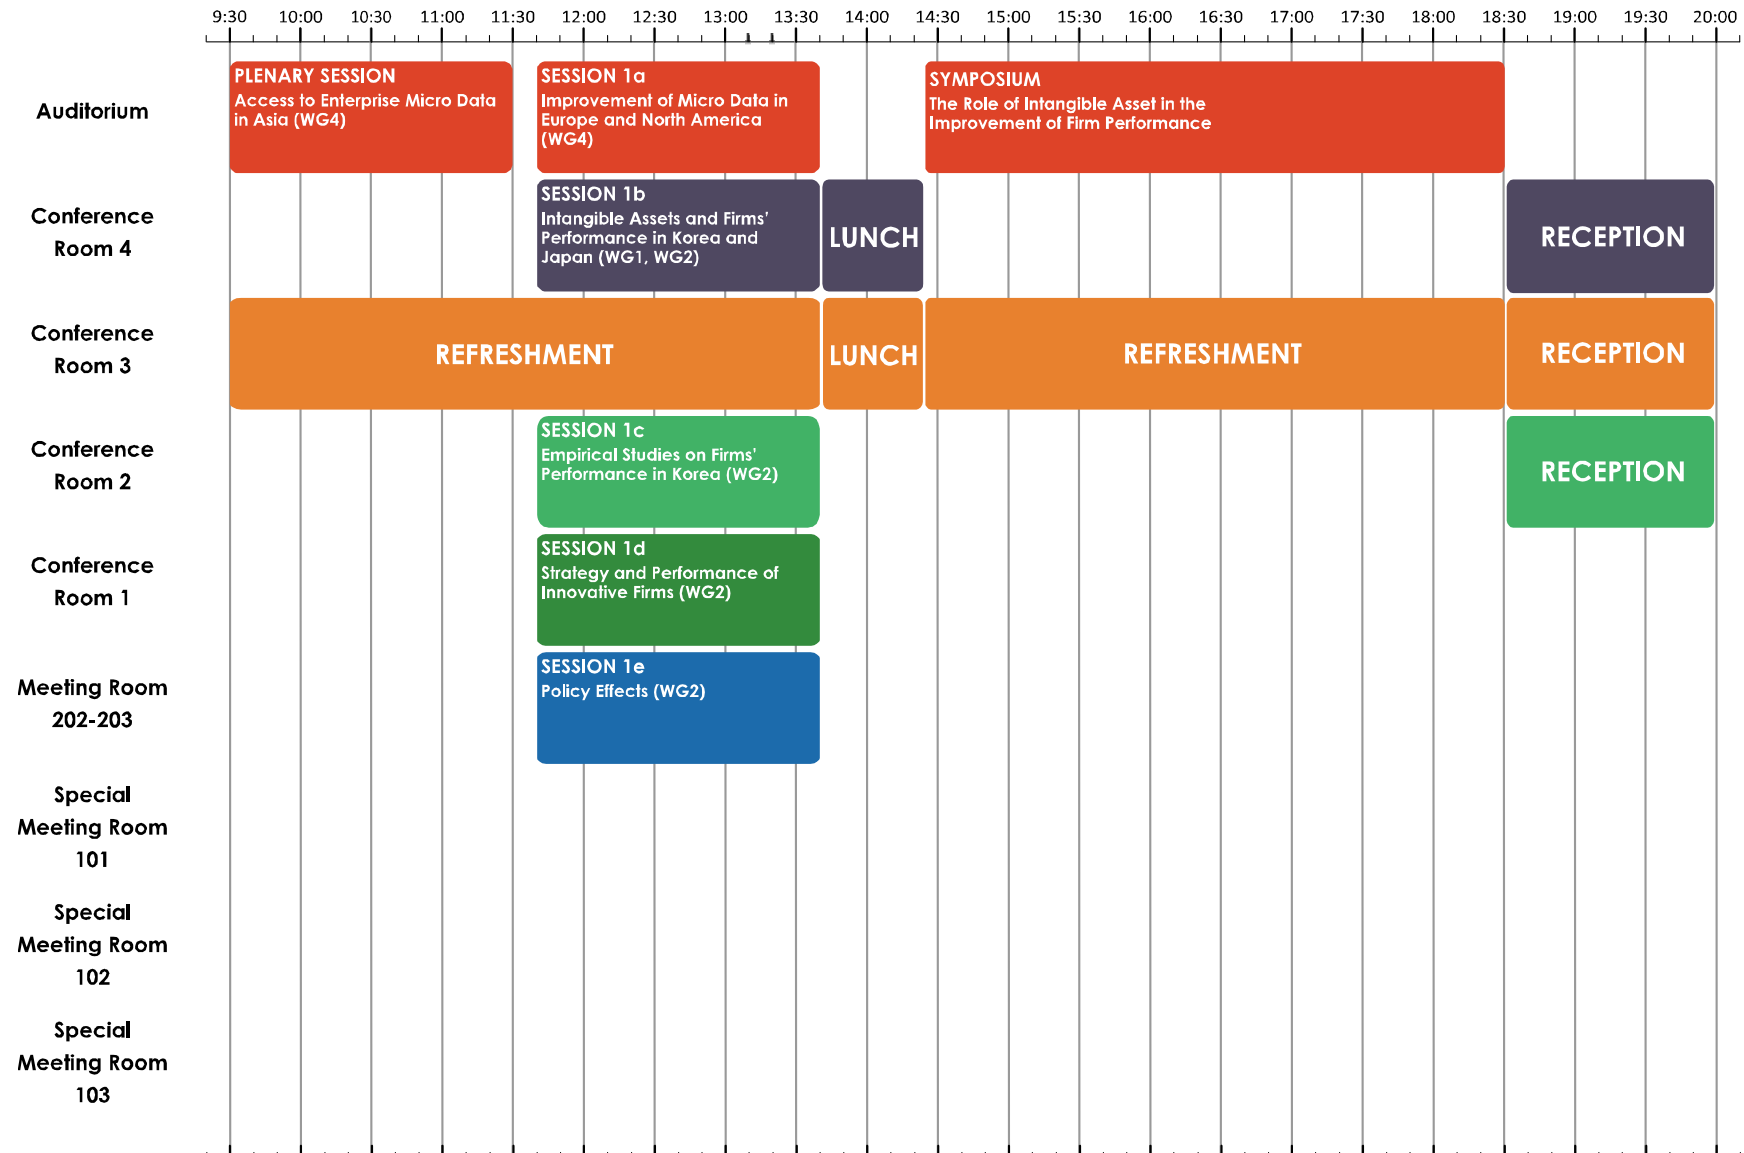 9:30 10:00 10:30 11:00 11:30 12:00 12:30 13:00 13:30 14:00 14:30 15:00 15:30 16:00 16:30 17:00 17:30 18:00 18:30 19:00 19:30 20:00
Auditorium
PLENARY SESSION
Access to Enterprise Micro Data
in Asia (WG4)
SESSION 1a
Improvement of Micro Data in
Europe and North America
(WG4)
SYMPOSIUM
The Role of Intangible Asset in the
Improvement of Firm Performance
Conference
Room 4
SESSION 1b
Intangible Assets and Firms'
Performance in Korea and
Japan (WG1, WG2)
LUNCH
RECEPTION
Conference
Room 3
REFRESHMENT
LUNCH
REFRESHMENT
RECEPTION
Conference
Room 2
SESSION 1c
Empirical Studies on Firms'
Performance in Korea (WG2)
RECEPTION
Conference
Room 1
SESSION 1d
Strategy and Performance of
Innovative Firms (WG2)
Meeting Room
202-203
SESSION 1e
Policy Effects (WG2)
Special
Meeting Room
101
Special
Meeting Room
102
Special
Meeting Room
103